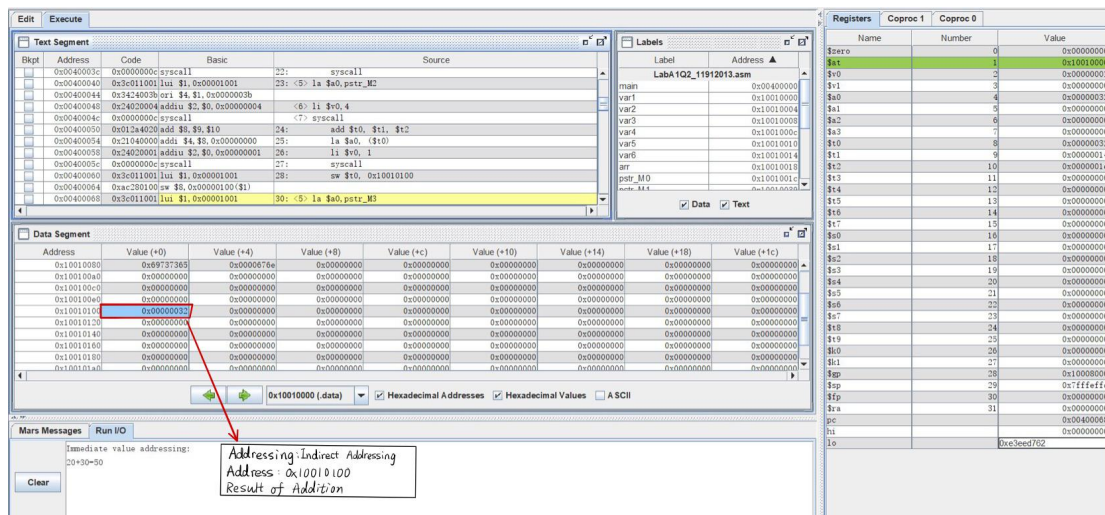 Edit Execute
Text Segment
Bkpt Address Code Basic Source
0x0040003c 0x0000000c syscall 22: syscall
0x00400040 0x3c011001 lui $1,0x00001001 23: <5> la $a0,pstr_M2
0x00400044 0x3424003b ori $4,$1,0x0000003b
0x00400048 0x24020004 addiu $2,$0,0x00000004 <6> li $v0,4
0x0040004c 0x0000000c syscall <7> syscall
0x00400050 0x012a4020 add $8,$9,$10 24: add $t0, $t1, $t2
0x00400054 0x21040000 addi $4,$8,0x00000000 25: la $a0, ($t0)
0x00400058 0x24020001 addiu $2,$0,0x00000001 26: li $v0, 1
0x0040005c 0x0000000c syscall 27: syscall
0x00400060 0x3c011001 lui $1,0x00001001 28: sw $t0, 0x10010100
0x00400064 0xac280100 sw $8,0x00000100($1)
0x00400068 0x3c011001 lui $1,0x00001001 30: <5> la $a0,pstr_M3
Labels
Label Address ▲
LabA1Q2_11912013.asm
main 0x00400000
var1 0x10010000
var2 0x10010004
var3 0x10010008
var4 0x1001000c
var5 0x10010010
var6 0x10010014
arr 0x10010018
pstr_M0 0x1001001c
Data Text
Data Segment
Address Value (+0) Value (+4) Value (+8) Value (+c) Value (+10) Value (+14) Value (+18) Value (+1c)
0x10010080 0x69737365 0x0000676e 0x00000000 0x00000000 0x00000000 0x00000000 0x00000000 0x00000000
0x100100a0 0x00000000 0x00000000 0x00000000 0x00000000 0x00000000 0x00000000 0x00000000 0x00000000
0x100100c0 0x00000000 0x00000000 0x00000000 0x00000000 0x00000000 0x00000000 0x00000000 0x00000000
0x100100e0 0x00000000 0x00000000 0x00000000 0x00000000 0x00000000 0x00000000 0x00000000 0x00000000
0x10010100 0x00000032 0x00000000 0x00000000 0x00000000 0x00000000 0x00000000 0x00000000 0x00000000
0x10010120 0x00000000 0x00000000 0x00000000 0x00000000 0x00000000 0x00000000 0x00000000 0x00000000
0x10010140 0x00000000 0x00000000 0x00000000 0x00000000 0x00000000 0x00000000 0x00000000 0x00000000
0x10010160 0x00000000 0x00000000 0x00000000 0x00000000 0x00000000 0x00000000 0x00000000 0x00000000
0x10010180 0x00000000 0x00000000 0x00000000 0x00000000 0x00000000 0x00000000 0x00000000 0x00000000
0x100101a0 0x00000000 0x00000000 0x00000000 0x00000000 0x00000000 0x00000000 0x00000000 0x00000000
0x10010000 (.data) Hexadecimal Addresses Hexadecimal Values ASCII
Mars Messages Run I/O
Immediate value addressing:
20+30=50
Clear
Addressing: Indirect Addressing
Address: 0x10010100
Result of Addition
Registers Coproc 1 Coproc 0
Name Number Value
$zero 0
$at 1
$v0 2
$v1 3
$a0 4
$a1 5
$a2 6
$a3 7
$t0 8
$t1 9
$t2 10
$t3 11
$t4 12
$t5 13
$t6 14
$t7 15
$s0 16
$s1 17
$s2 18
$s3 19
$s4 20
$s5 21
$s6 22
$s7 23
$t8 24
$t9 25
$k0 26
$k1 27
$gp 28
$sp 29
$fp 30
$ra 31
pc
hi
lo 0xe3eed762